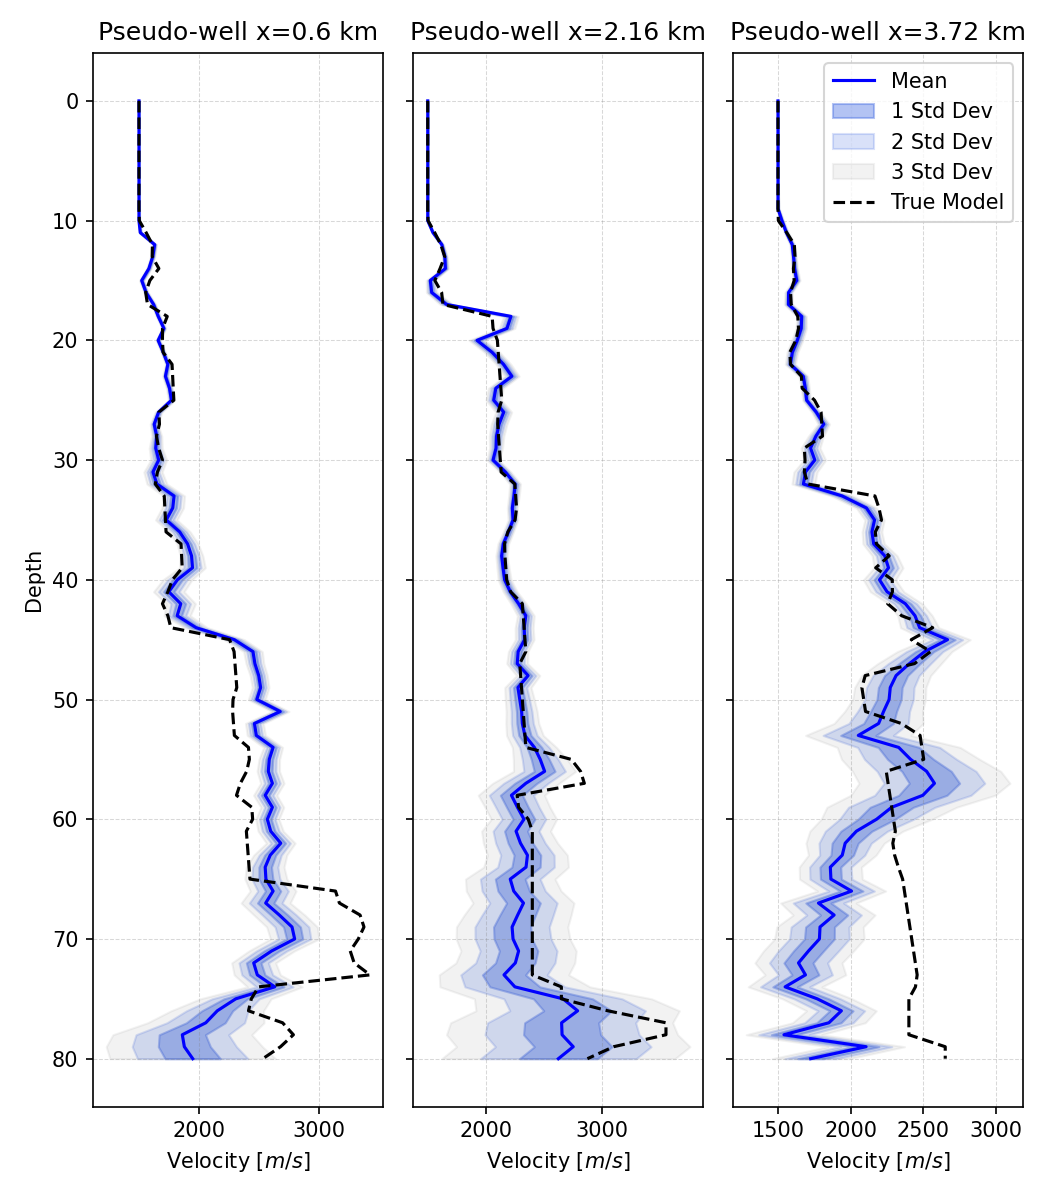 Pseudo-well x=0.6 km
Pseudo-well x=2.16 km
Pseudo-well x=3.72 km
Mean
1 Std Dev
2 Std Dev
3 Std Dev
True Model
Depth
0
10
20
30
40
50
60
70
80
2000 3000
2000 3000
1500 2000 2500 3000
Velocity [m/s]
Velocity [m/s]
Velocity [m/s]